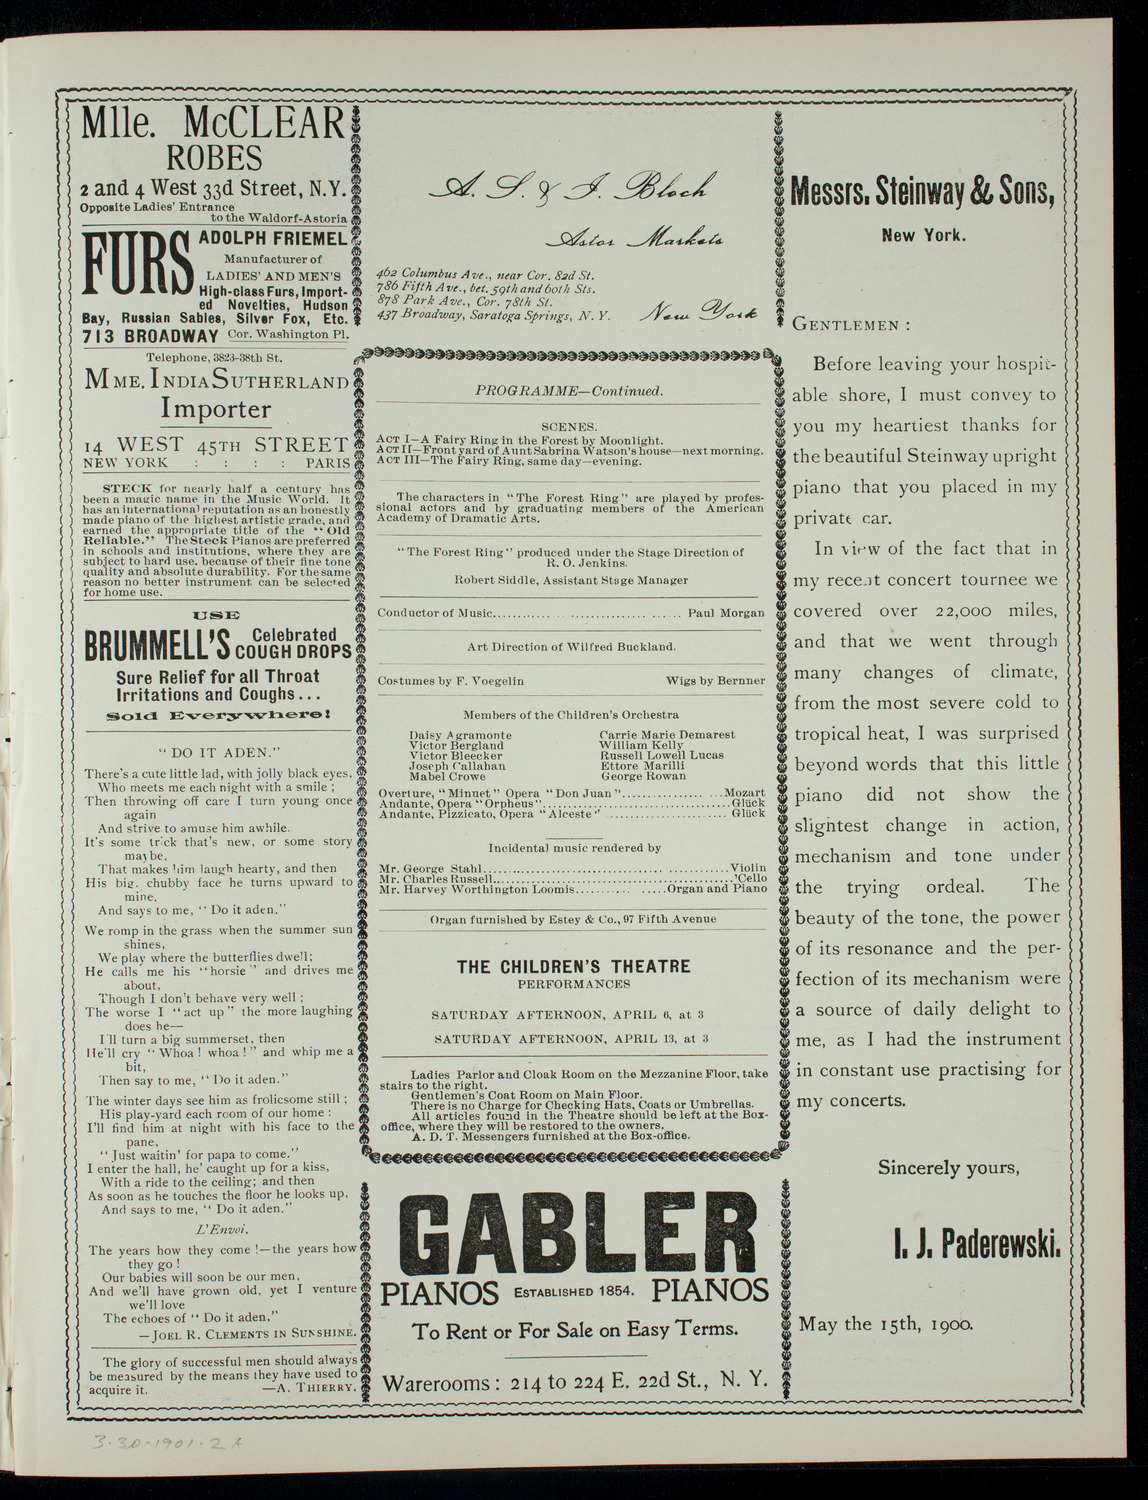 Mlle. McCLEAR
ROBES
2 and 4 West 33d Street, N.Y.
Opposite Ladies' Entrance
to the Waldorf-Astoria
FURS
ADOLPH FRIEMEL
Manufacturer of
LADIES' AND MEN'S
High-class Furs, Import-
ed Novelties, Hudson
Bay, Russian Sables, Silver Fox, Etc.
713 BROADWAY Cor. Washington Pl.
Telephone, 3823-38th St.
MME. INDIA SUTHERLAND
Importer
14 WEST 45TH STREET
NEW YORK : : : : PARIS
STECK for nearly half a century has
been a magic name in the Music World. It
has an international reputation as an honestly
made piano of the highest artistic grade, and
earned the appropriate title of the "Old
Reliable." The Steck Pianos are preferred
in schools and institutions, where they are
subject to hard use, because of their fine tone
quality and absolute durability. For the same
reason no better instrument can be selected
for home use.
USE
BRUMMELL'S Celebrated
COUGH DROPS
Sure Relief for all Throat
Irritations and Coughs...
Sold Everywhere!
"DO IT ADEN."
There's a cute little lad, with jolly black eyes,
Who meets me each night with a smile;
Then throwing off care I turn young once
again
And strive to amuse him awhile.
It's some trick that's new, or some story
maybe,
That makes him laugh hearty, and then
His big, chubby face he turns upward to
mine,
And says to me, "Do it aden."
We romp in the grass when the summer sun
shines,
We play where the butterflies dwell;
He calls me his "horsie" and drives me
about,
Though I don't behave very well;
The worse I "act up" the more laughing
does he—
I'll turn a big summerset, then
He'll cry "Whoa! whoa!" and whip me a
bit,
Then say to me, "Do it aden."
The winter days see him as frolicsome still;
His play-yard each room of our home:
I'll find him at night with his face to the
pane,
"Just waitin' for papa to come."
I enter the hall, he' caught up for a kiss,
With a ride to the ceiling; and then
As soon as he touches the floor he looks up,
And says to me, "Do it aden."
L'Envoi.
The years how they come!—the years how
they go!
Our babies will soon be our men,
And we'll have grown old, yet I venture
we'll love
The echoes of "Do it aden,"
—JOEL R. CLEMENTS IN SUNSHINE.
The glory of successful men should always
be measured by the means they have used to
acquire it. —A. THIERRY.
A. S. & J. Bloch
Astor Markets
462 Columbus Ave., near Cor. 82d St.
786 Fifth Ave., bet. 59th and 60th Sts.
878 Park Ave., Cor. 78th St.
437 Broadway, Saratoga Springs, N. Y.
New York
PROGRAMME—Continued.
SCENES.
ACT I—A Fairy Ring in the Forest by Moonlight.
ACT II—Front yard of Aunt Sabrina Watson's house—next morning.
ACT III—The Fairy Ring, same day—evening.
The characters in "The Forest Ring" are played by profes-
sional actors and by graduating members of the American
Academy of Dramatic Arts.
"The Forest Ring" produced under the Stage Direction of
R. O. Jenkins.
Robert Siddle, Assistant Stage Manager
Conductor of Music.......... Paul Morgan
Art Direction of Wilfred Buckland.
Costumes by F. Voegelin Wigs by Bernner
Members of the Children's Orchestra
Daisy Agramonte Carrie Marie Demarest
Victor Bergland William Kelly
Victor Bleecker Russell Lowell Lucas
Joseph Callahan Ettore Marilli
Mabel Crowe George Rowan
Overture, "Minuet" Opera "Don Juan".......... Mozart
Andante, Opera "Orpheus".......... Glück
Andante, Pizzicato, Opera "Alceste".......... Glück
Incidental music rendered by
Mr. George Stahl.......... Violin
Mr. Charles Russell.......... 'Cello
Mr. Harvey Worthington Loomis.......... Organ and Piano
Organ furnished by Estey & Co., 97 Fifth Avenue
THE CHILDREN'S THEATRE
PERFORMANCES
SATURDAY AFTERNOON, APRIL 6, at 3
SATURDAY AFTERNOON, APRIL 13, at 3
Ladies Parlor and Cloak Room on the Mezzanine Floor, take
stairs to the right.
Gentlemen's Coat Room on Main Floor.
There is no Charge for Checking Hats, Coats or Umbrellas.
All articles found in the Theatre should be left at the Box-
office, where they will be restored to the owners.
A. D. T. Messengers furnished at the Box-office.
GABLER
PIANOS ESTABLISHED 1854. PIANOS
To Rent or For Sale on Easy Terms.
Warerooms: 214 to 224 E. 22d St., N. Y.
Messrs. Steinway & Sons,
New York.
GENTLEMEN:
Before leaving your hospit-
able shore, I must convey to
you my heartiest thanks for
the beautiful Steinway upright
piano that you placed in my
private car.
In view of the fact that in
my recent concert tournee we
covered over 22,000 miles,
and that we went through
many changes of climate,
from the most severe cold to
tropical heat, I was surprised
beyond words that this little
piano did not show the
slightest change in action,
mechanism and tone under
the trying ordeal. The
beauty of the tone, the power
of its resonance and the per-
fection of its mechanism were
a source of daily delight to
me, as I had the instrument
in constant use practising for
my concerts.
Sincerely yours,
I. J. Paderewski.
May the 15th, 1900.
3-30-1901-2A